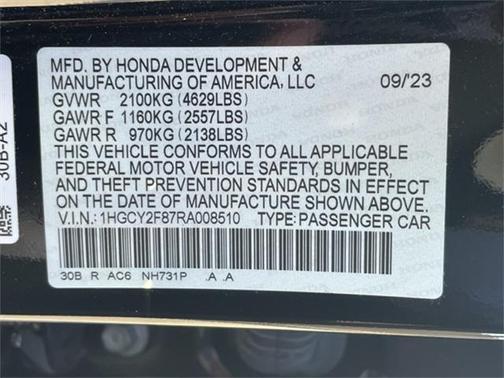 MFD. BY HONDA DEVELOPMENT &
MANUFACTURING OF AMERICA, LLC 09/23
GVWR 2100KG (4629LBS)
GAWR F 1160KG (2557LBS)
GAWR R 970KG (2138LBS)
THIS VEHICLE CONFORMS TO ALL APPLICABLE
FEDERAL MOTOR VEHICLE SAFETY, BUMPER,
AND THEFT PREVENTION STANDARDS IN EFFECT
ON THE DATE OF MANUFACTURE SHOWN ABOVE.
V.I.N.: 1HGCY2F87RA008510 TYPE: PASSENGER CAR
30B R AC6 NH731P .A .A
30B-A2